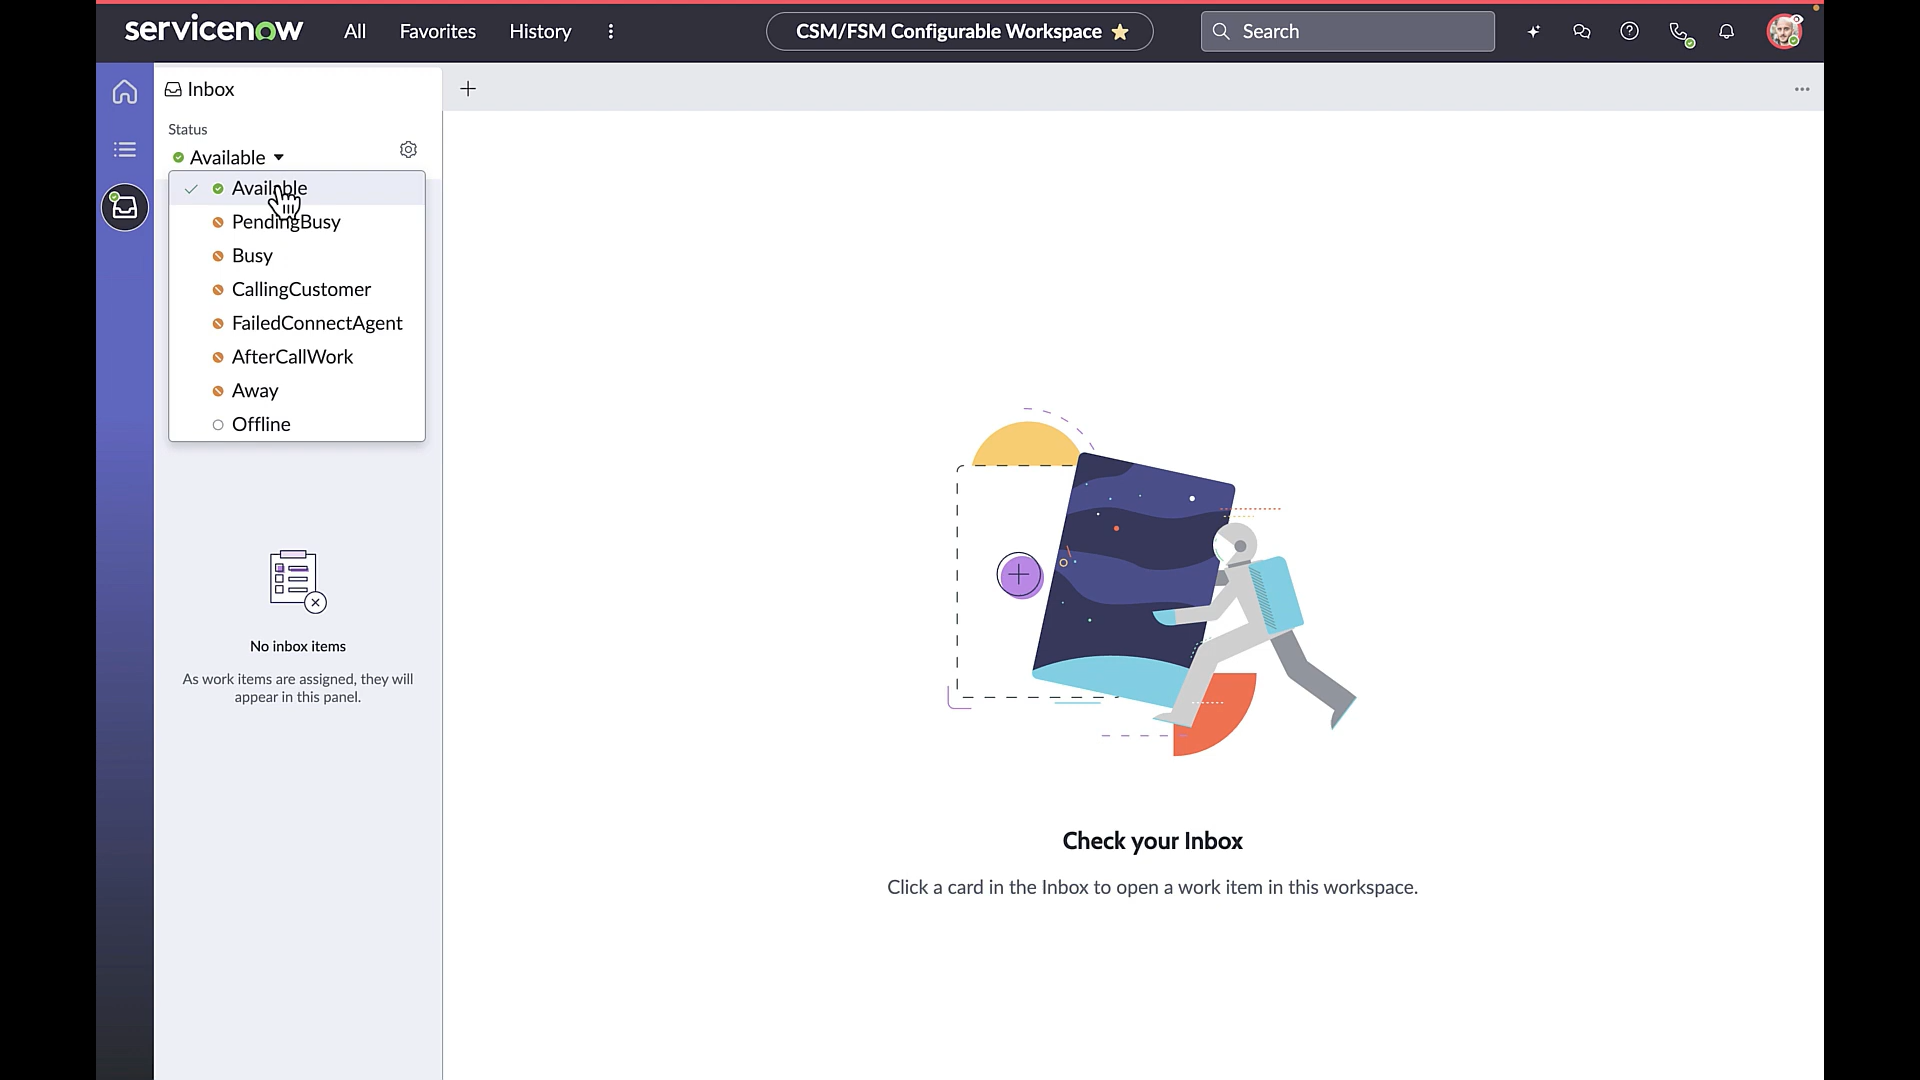 servicenow
All
Favorites
History
CSM/FSM Configurable Workspace
Search
Inbox
Status
Available
Available
PendingBusy
Busy
CallingCustomer
FailedConnectAgent
AfterCallWork
Away
Offline
No inbox items
As work items are assigned, they will
appear in this panel.
Check your Inbox
Click a card in the Inbox to open a work item in this workspace.